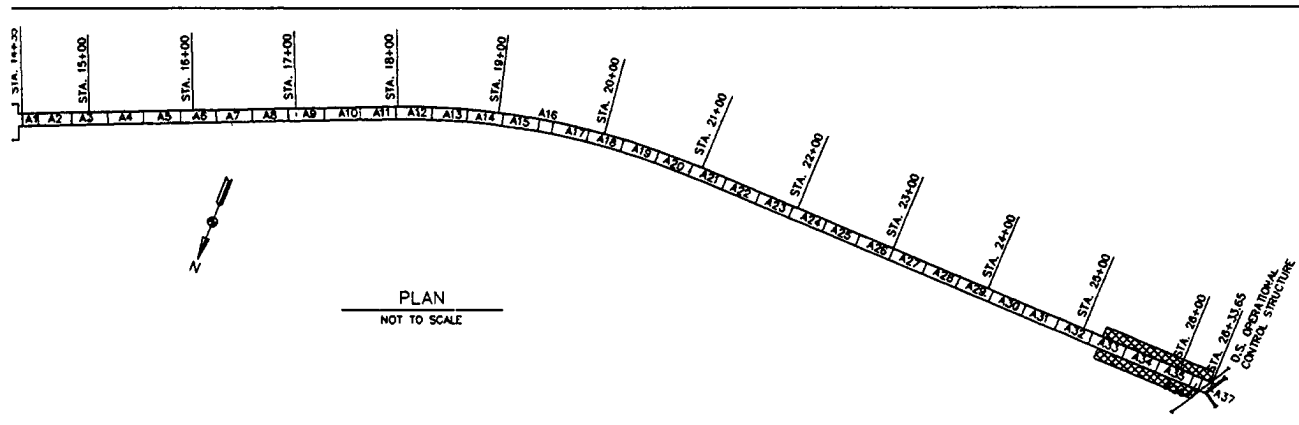 STA. 15+00
STA. 16+00
STA. 17+00
STA. 18+00
STA. 19+00
STA. 20+00
STA. 21+00
STA. 22+00
STA. 23+00
STA. 24+00
STA. 25+00
STA. 26+00
STA. 26+33.65
D.S. OPERATIONAL
CONTROL STRUCTURE
A1 A2 A3 A4 A5 A6 A7 A8 A9 A10 A11 A12 A13 A14 A15 A16 A17 A18 A19 A20 A21 A22 A23 A24 A25 A26 A27 A28 A29 A30 A31 A32 A33 A34 A35 A37
N
PLAN
NOT TO SCALE